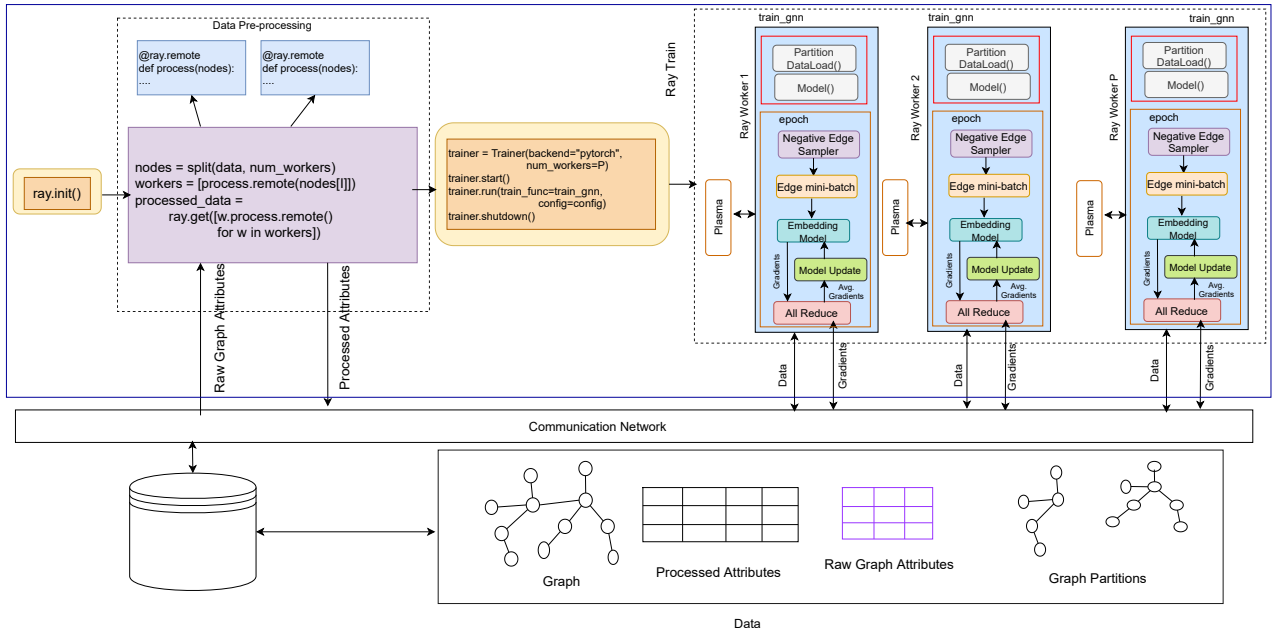 Data Pre-processing
@ray.remote
def process(nodes):
....
@ray.remote
def process(nodes):
....
ray.init()
nodes = split(data, num_workers)
workers = [process.remote(nodes[I]])
processed_data =
ray.get([w.process.remote()
for w in workers])
trainer = Trainer(backend="pytorch",
num_workers=P)
trainer.start()
trainer.run(train_func=train_gnn,
config=config)
trainer.shutdown()
Raw Graph Attributes
Processed Attributes
Ray Train
train_gnn
Ray Worker 1
Partition
DataLoad()
Model()
epoch
Negative Edge
Sampler
Edge mini-batch
Embedding
Model
Gradients
Model Update
Avg.
Gradients
All Reduce
Plasma
Data
Gradients
train_gnn
Ray Worker 2
Partition
DataLoad()
Model()
epoch
Negative Edge
Sampler
Edge mini-batch
Embedding
Model
Gradients
Model Update
Avg.
Gradients
All Reduce
Plasma
Data
Gradients
train_gnn
Ray Worker P
Partition
DataLoad()
Model()
epoch
Negative Edge
Sampler
Edge mini-batch
Embedding
Model
Gradients
Model Update
Avg.
Gradients
All Reduce
Plasma
Data
Gradients
Communication Network
Graph
Processed Attributes
Raw Graph Attributes
Graph Partitions
Data